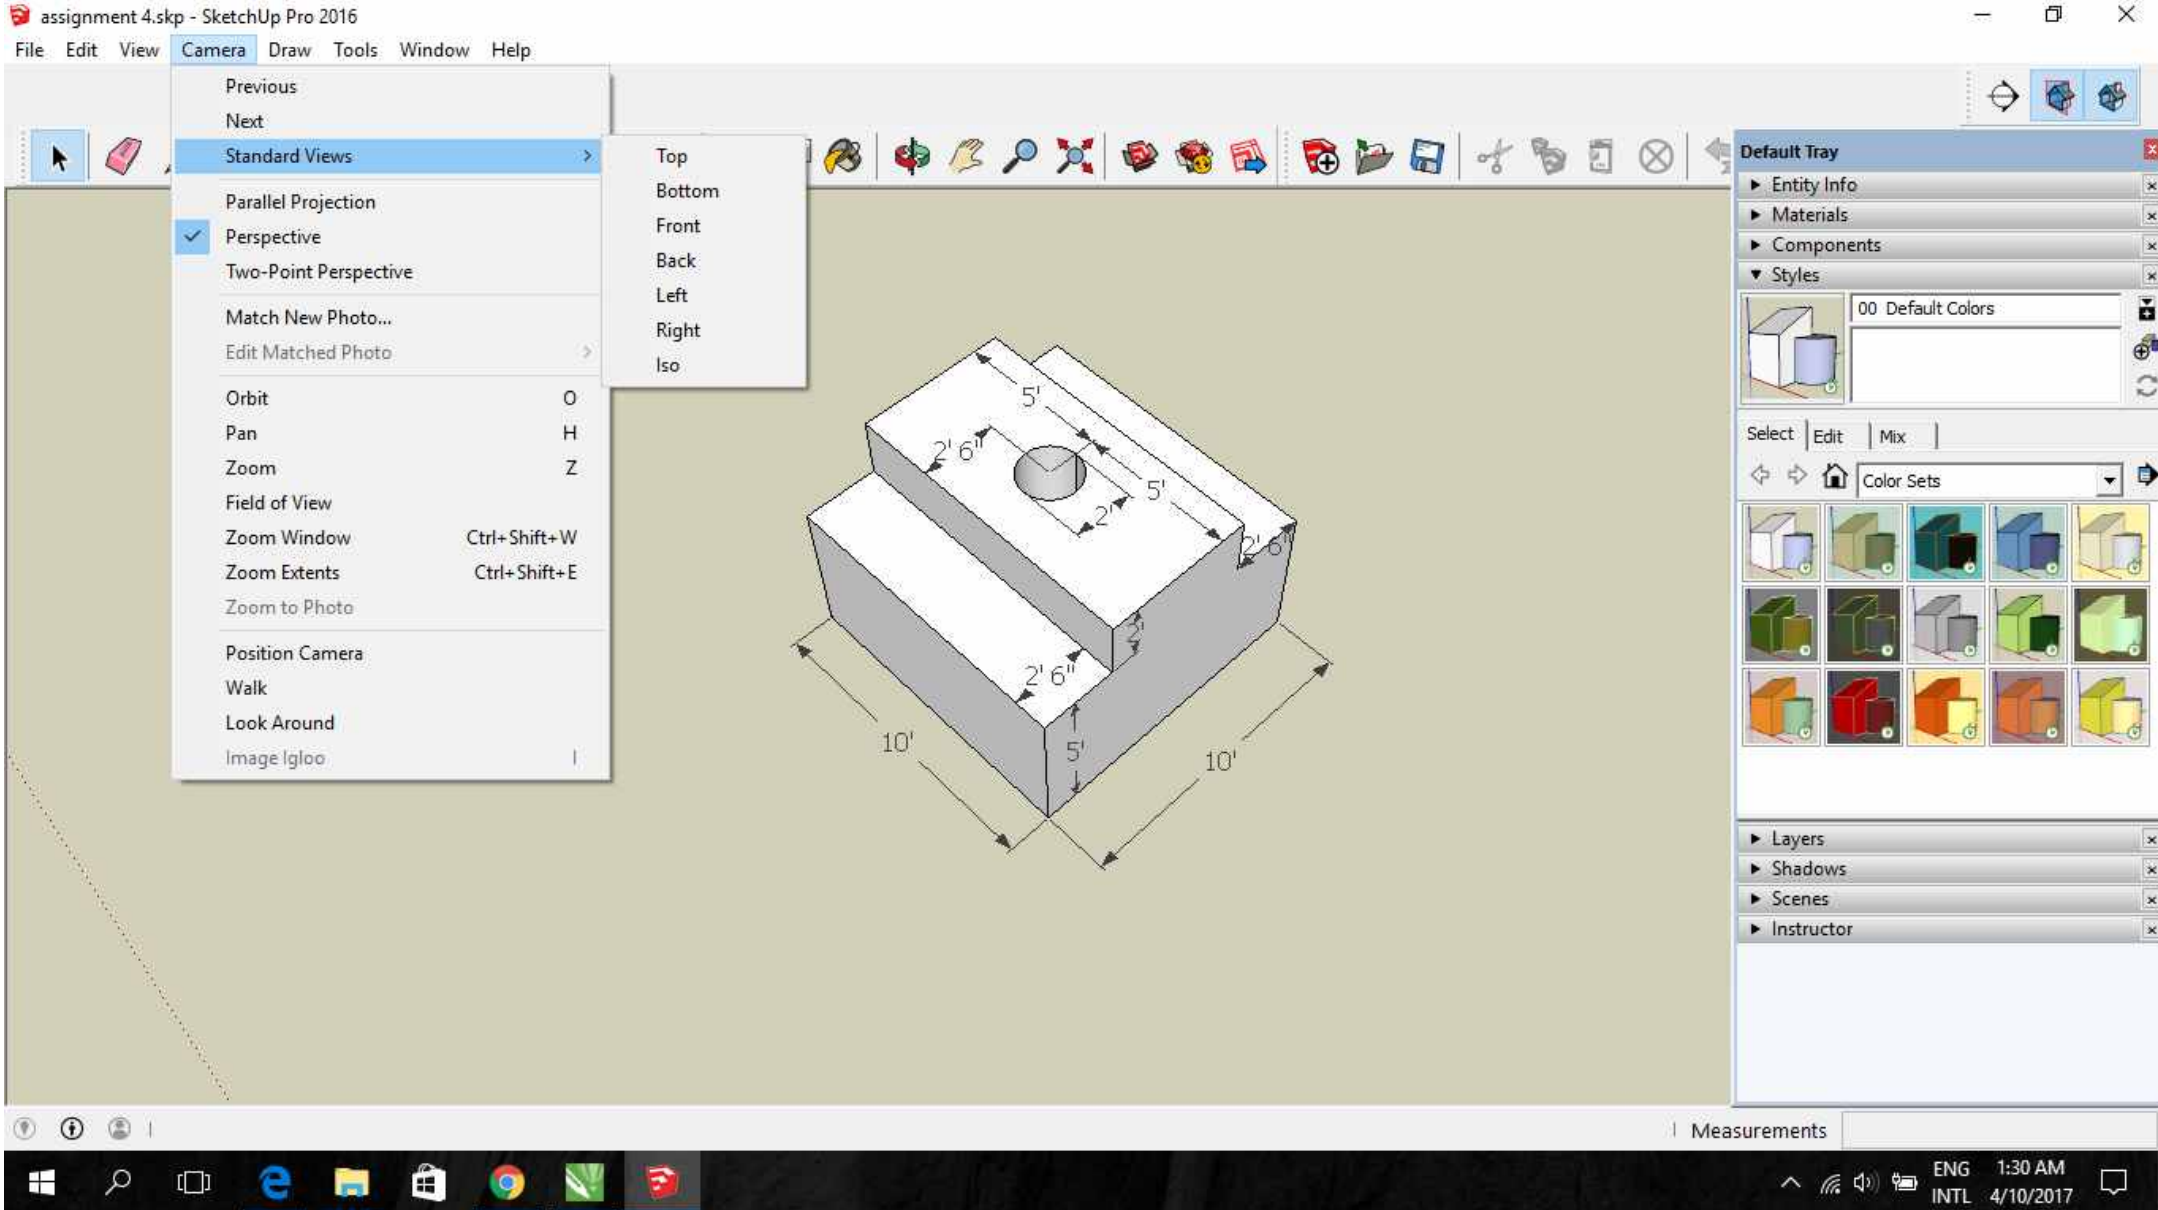 assignment 4.skp - SketchUp Pro 2016
File Edit View Camera Draw Tools Window Help
Previous
Next
Standard Views
Parallel Projection
Perspective
Two-Point Perspective
Match New Photo...
Edit Matched Photo
Orbit O
Pan H
Zoom Z
Field of View
Zoom Window Ctrl+Shift+W
Zoom Extents Ctrl+Shift+E
Zoom to Photo
Position Camera
Walk
Look Around
Image Igloo I
Top
Bottom
Front
Back
Left
Right
Iso
5'
2' 6"
5'
2'
2' 6"
2'
2' 6"
10'
5'
10'
Default Tray
Entity Info
Materials
Components
Styles
00 Default Colors
Select Edit Mix
Color Sets
Layers
Shadows
Scenes
Instructor
Measurements
ENG 1:30 AM
INTL 4/10/2017